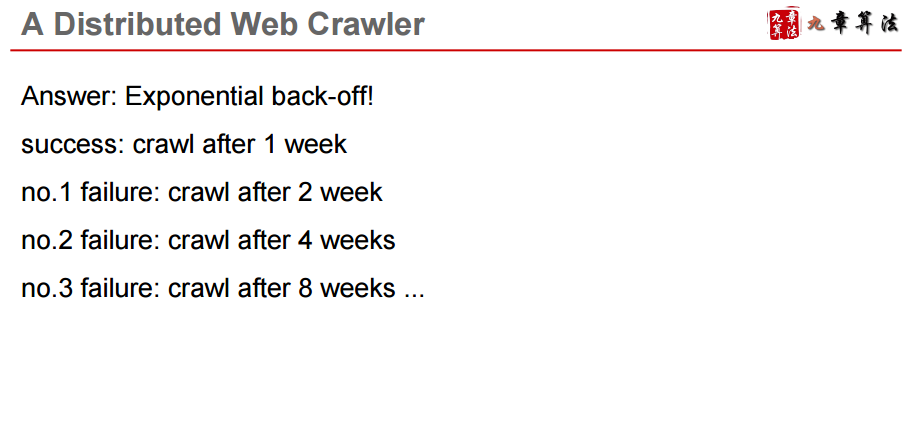 A Distributed Web Crawler
九章算法 九章算法
Answer: Exponential back-off!
success: crawl after 1 week
no.1 failure: crawl after 2 week
no.2 failure: crawl after 4 weeks
no.3 failure: crawl after 8 weeks ...